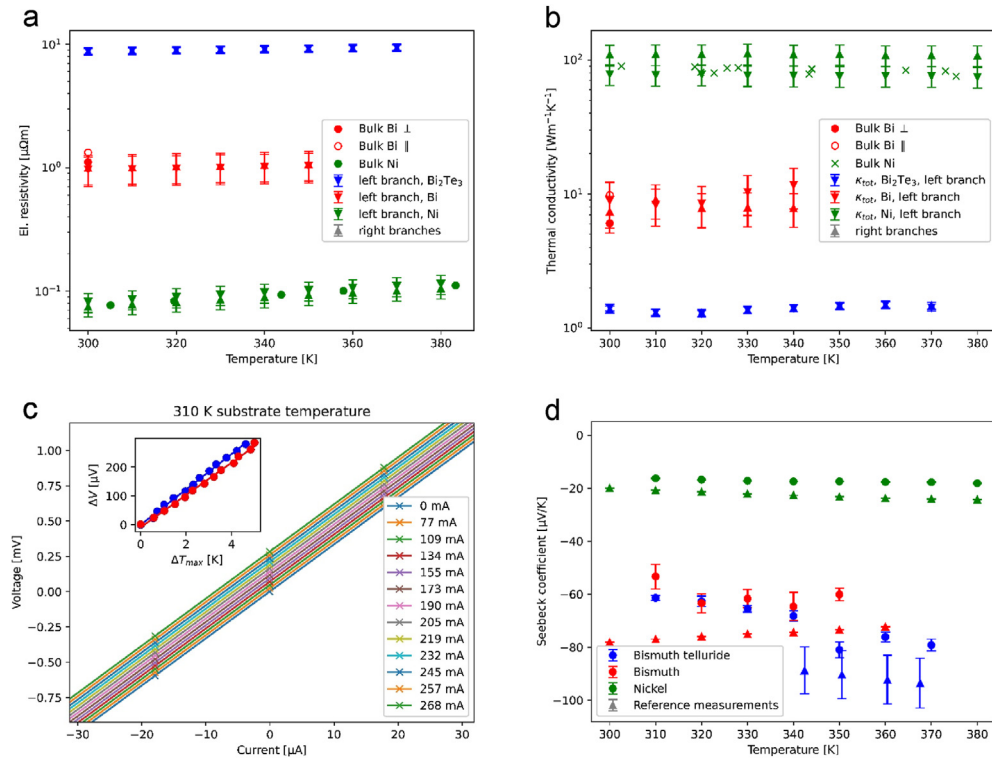 a
10¹
10⁰
10⁻¹
El. resistivity [μΩm]
300
310
320
330
340
350
360
370
380
Temperature [K]
Bulk Bi ⊥
Bulk Bi ∥
Bulk Ni
left branch, Bi₂Te₃
left branch, Bi
left branch, Ni
right branches
b
10²
10¹
10⁰
Thermal conductivity [Wm⁻¹K⁻¹]
300
310
320
330
340
350
360
370
380
Temperature [K]
Bulk Bi ⊥
Bulk Bi ∥
Bulk Ni
κtot, Bi₂Te₃, left branch
κtot, Bi, left branch
κtot, Ni, left branch
right branches
c
310 K substrate temperature
1.00
0.75
0.50
0.25
0.00
−0.25
−0.50
−0.75
Voltage [mV]
−30
−20
−10
0
10
20
30
Current [μA]
200
100
0
ΔV [μV]
0
2
4
ΔTmax [K]
0 mA
77 mA
109 mA
134 mA
155 mA
173 mA
190 mA
205 mA
219 mA
232 mA
245 mA
257 mA
268 mA
d
0
−20
−40
−60
−80
−100
Seebeck coefficient [μV/K]
300
310
320
330
340
350
360
370
380
Temperature [K]
Bismuth telluride
Bismuth
Nickel
Reference measurements